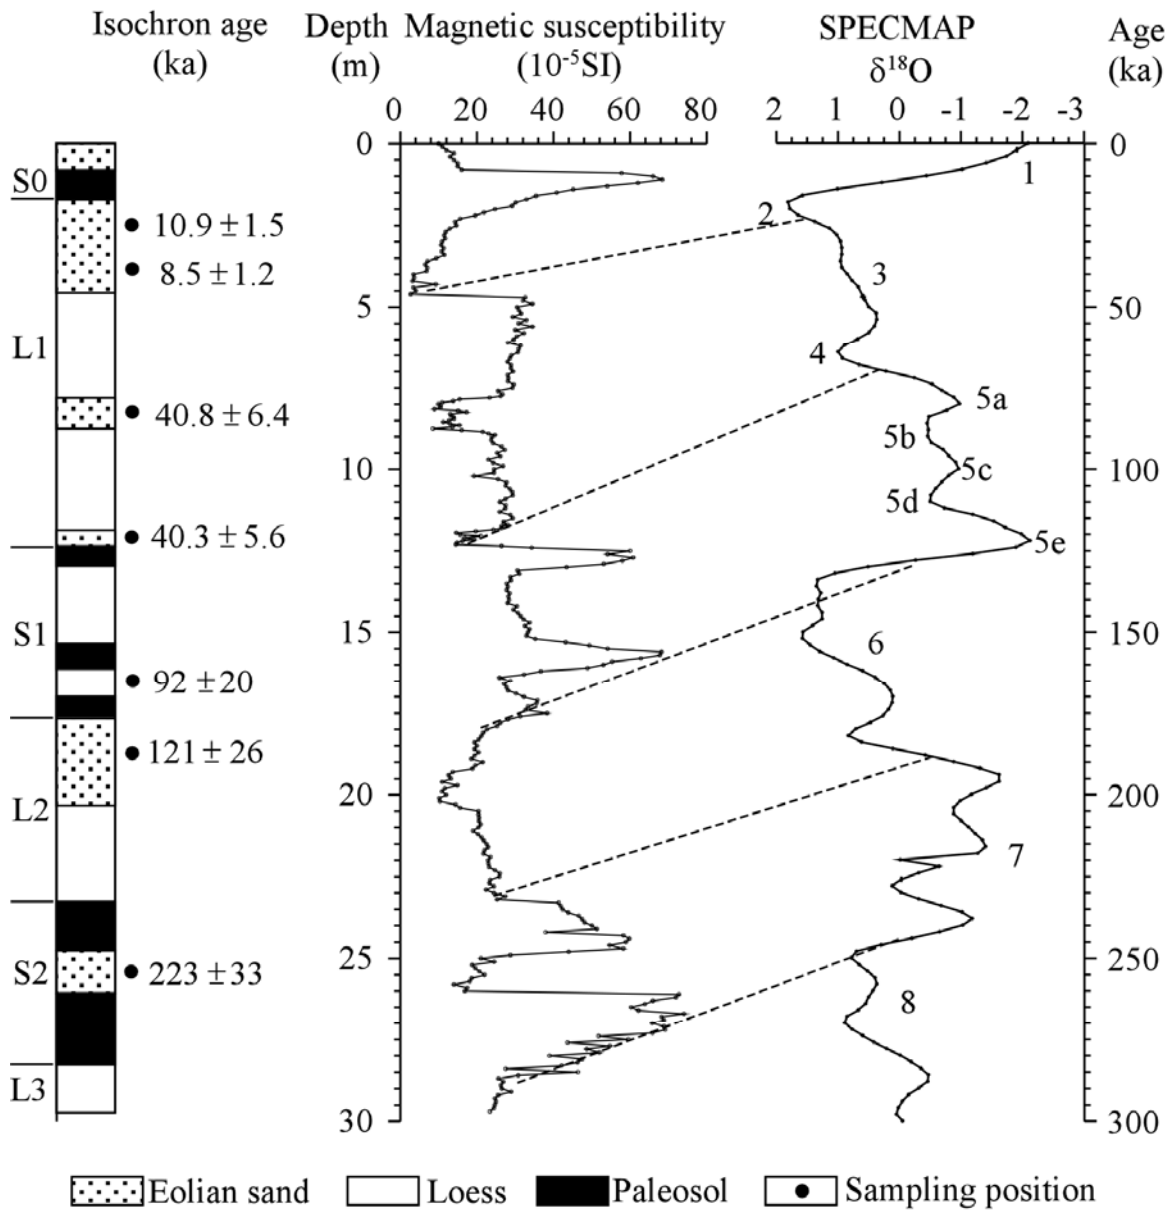 Isochron age
(ka)
Depth
(m)
Magnetic susceptibility
(10⁻⁵SI)
SPECMAP
δ¹⁸O
Age
(ka)
0 20 40 60 80
2 1 0 -1 -2 -3
0
5
10
15
20
25
30
0
50
100
150
200
250
300
S0
L1
S1
L2
S2
L3
10.9 ± 1.5
8.5 ± 1.2
40.8 ± 6.4
40.3 ± 5.6
92 ± 20
121 ± 26
223 ± 33
1
2
3
4
5a
5b
5c
5d
5e
6
7
8
Eolian sand
Loess
Paleosol
Sampling position